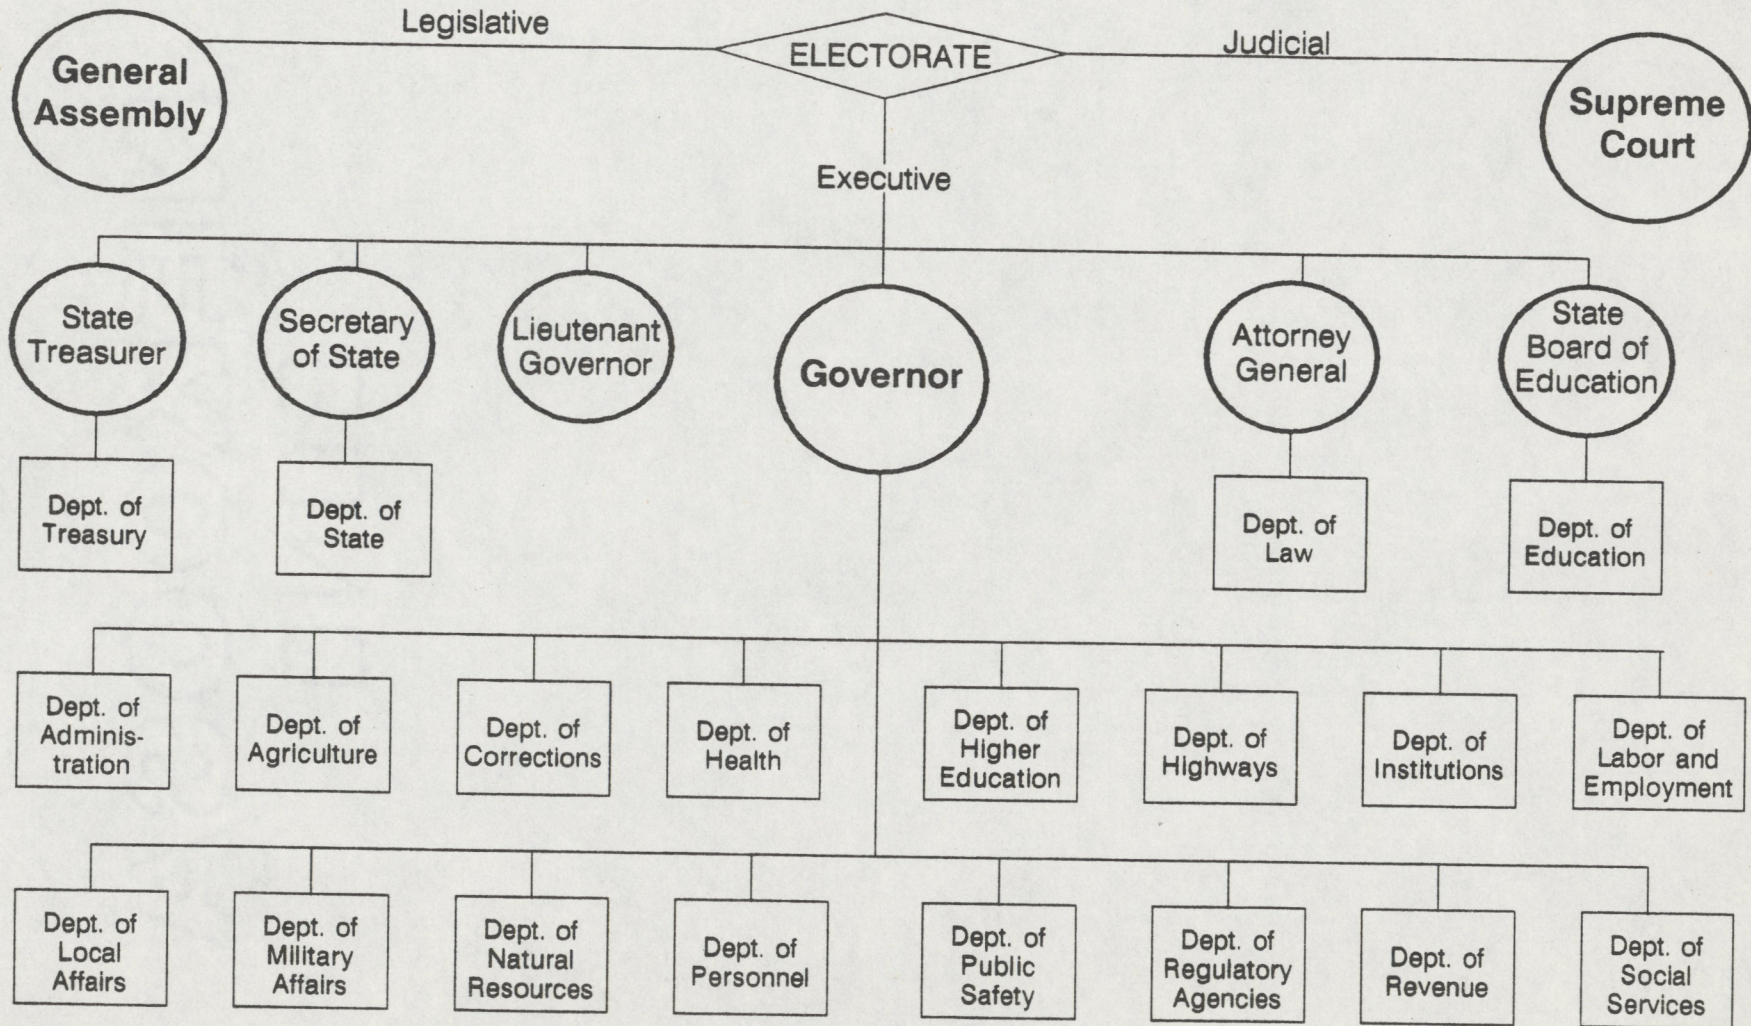 Legislative
ELECTORATE
Judicial
General
Assembly
Supreme
Court
Executive
State
Treasurer
Secretary
of State
Lieutenant
Governor
Governor
Attorney
General
State
Board of
Education
Dept. of
Treasury
Dept. of
State
Dept. of
Law
Dept. of
Education
Dept. of
Adminis-
tration
Dept. of
Agriculture
Dept. of
Corrections
Dept. of
Health
Dept. of
Higher
Education
Dept. of
Highways
Dept. of
Institutions
Dept. of
Labor and
Employment
Dept. of
Local
Affairs
Dept. of
Military
Affairs
Dept. of
Natural
Resources
Dept. of
Personnel
Dept. of
Public
Safety
Dept. of
Regulatory
Agencies
Dept. of
Revenue
Dept. of
Social
Services